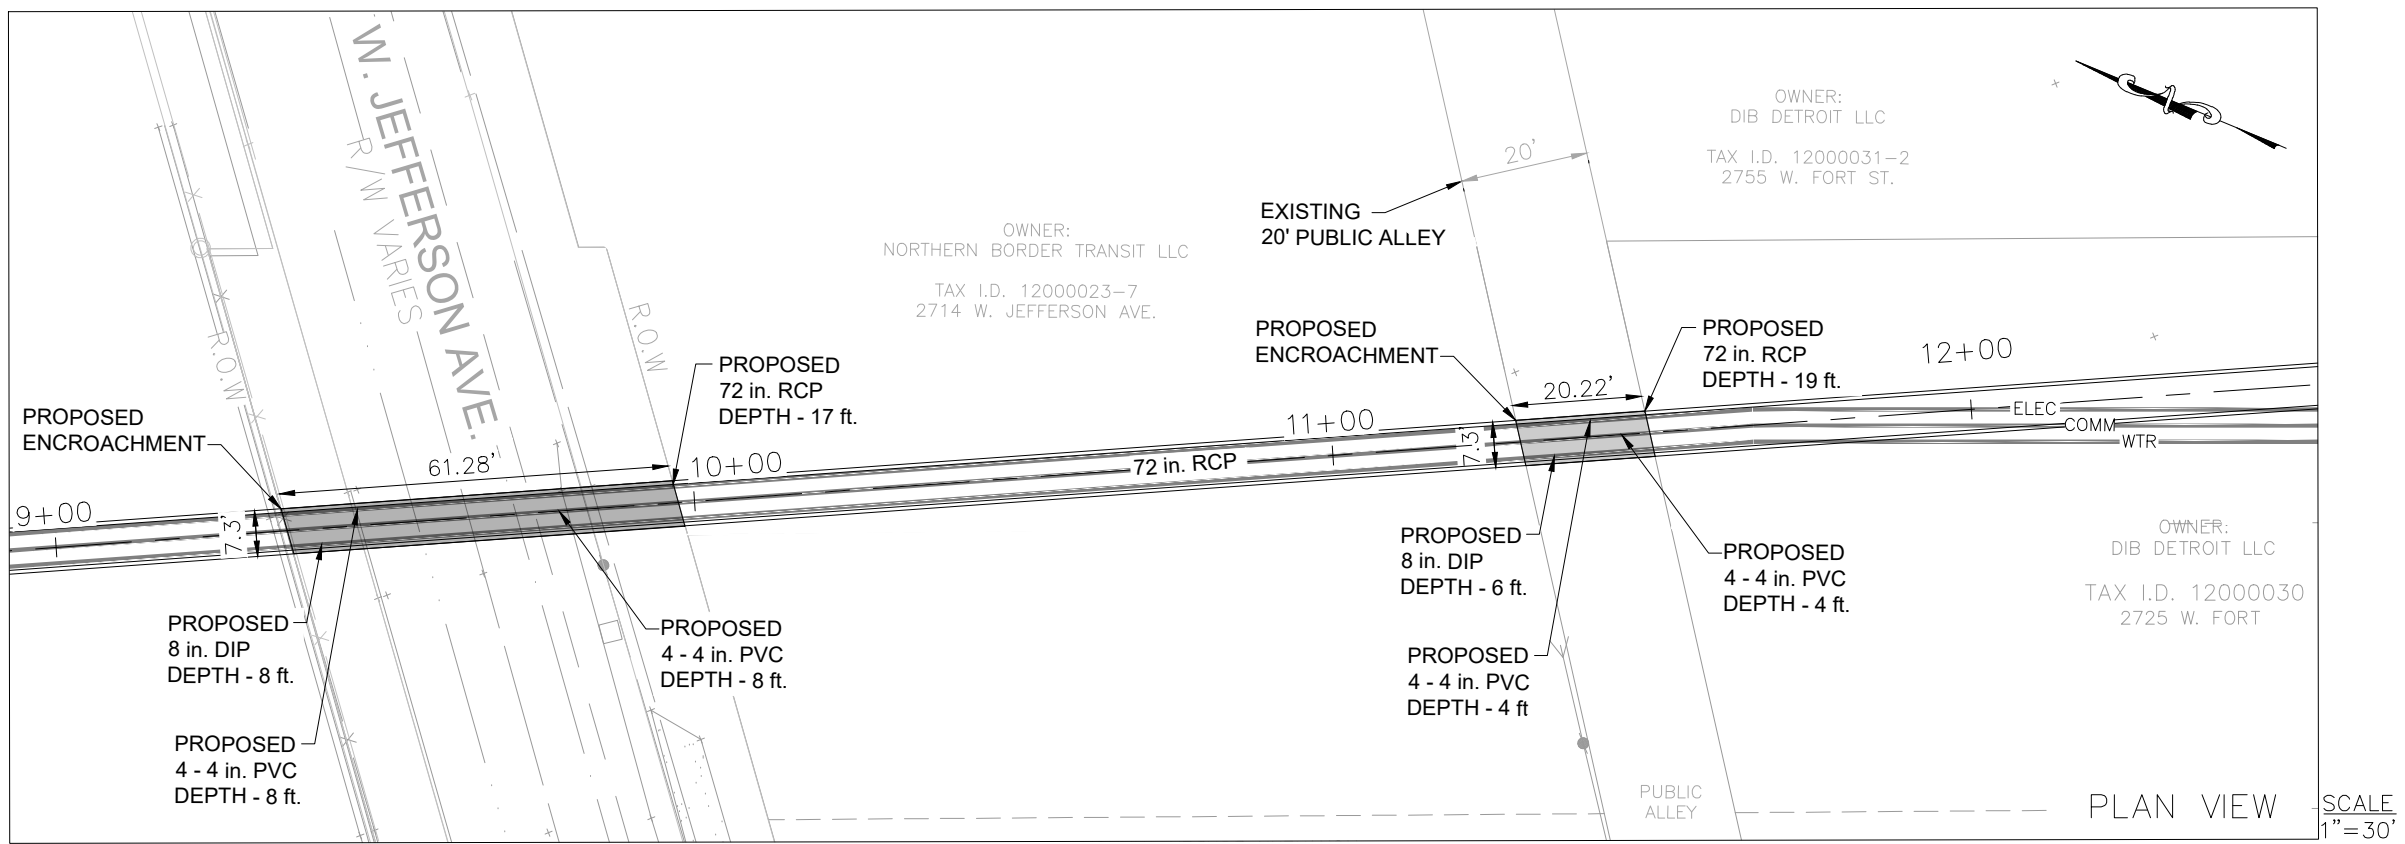 W. JEFFERSON AVE.
R/W VARIES
R.O.W
R.O.W
OWNER:
NORTHERN BORDER TRANSIT LLC
TAX I.D. 12000023-7
2714 W. JEFFERSON AVE.
EXISTING
20' PUBLIC ALLEY
20'
OWNER:
DIB DETROIT LLC
TAX I.D. 12000031-2
2755 W. FORT ST.
PROPOSED
ENCROACHMENT
PROPOSED
72 in. RCP
DEPTH - 17 ft.
PROPOSED
ENCROACHMENT
PROPOSED
72 in. RCP
DEPTH - 19 ft.
9+00
7.3'
61.28'
10+00
72 in. RCP
11+00
7.3'
20.22'
12+00
ELEC
COMM
WTR
PROPOSED
8 in. DIP
DEPTH - 8 ft.
PROPOSED
4 - 4 in. PVC
DEPTH - 8 ft.
PROPOSED
4 - 4 in. PVC
DEPTH - 8 ft.
PROPOSED
8 in. DIP
DEPTH - 6 ft.
PROPOSED
4 - 4 in. PVC
DEPTH - 4 ft
PROPOSED
4 - 4 in. PVC
DEPTH - 4 ft.
OWNER:
DIB DETROIT LLC
TAX I.D. 12000030
2725 W. FORT
PUBLIC
ALLEY
PLAN VIEW
SCALE
1"=30'